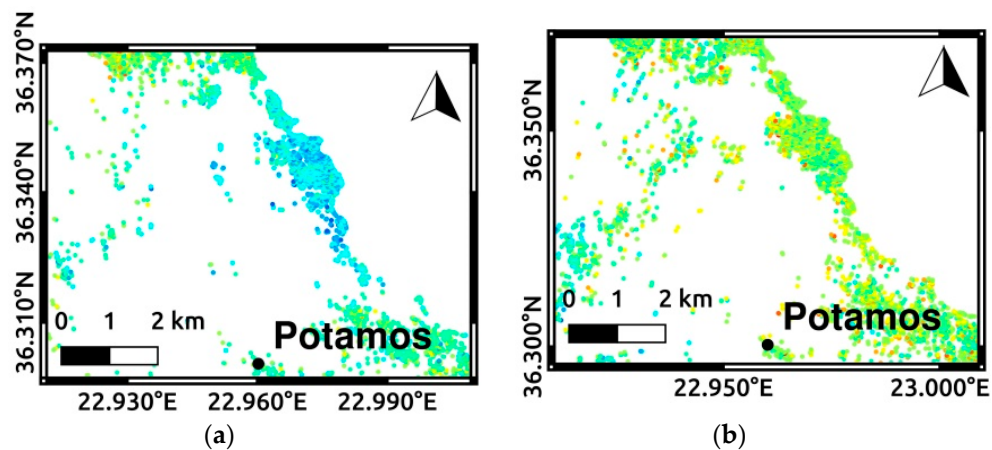 36.370°N
36.340°N
36.310°N
0 1 2 km
Potamos
22.930°E 22.960°E 22.990°E
(a)
36.350°N
36.300°N
0 1 2 km
Potamos
22.950°E 23.000°E
(b)